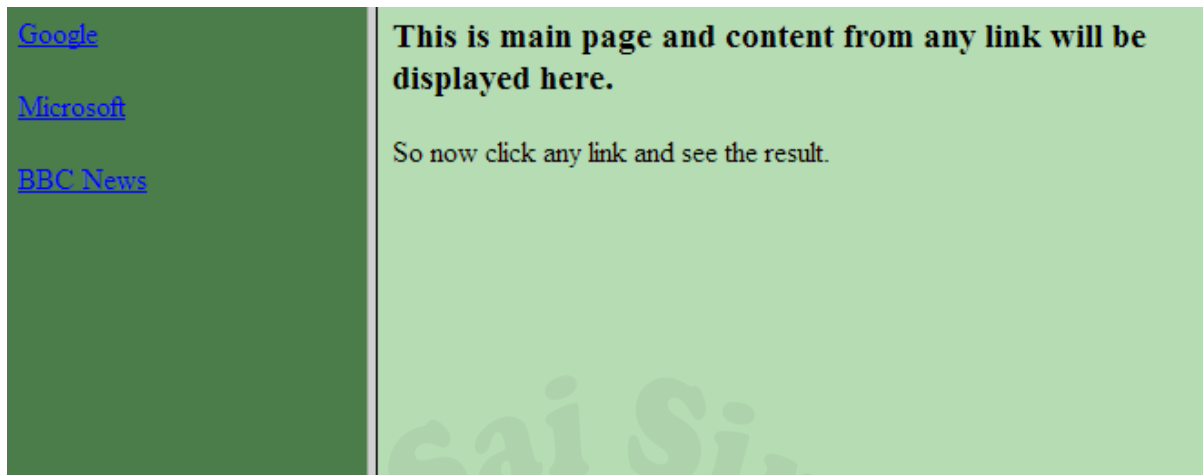 Google
Microsoft
BBC News
This is main page and content from any link will be
displayed here.
So now click any link and see the result.
Sai